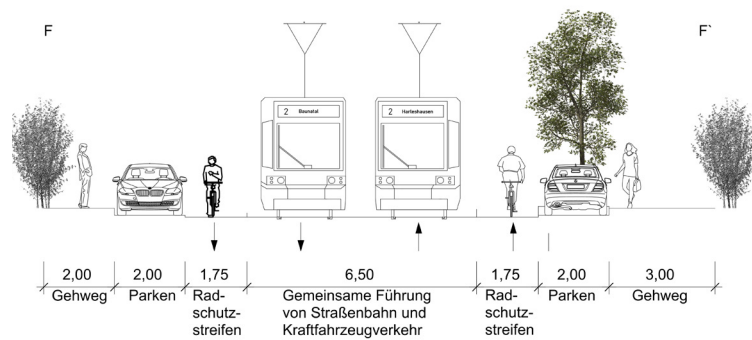 F
F`
2 Baunatal
2 Harleshausen
2,00
2,00
1,75
6,50
1,75
2,00
3,00
Gehweg
Parken
Rad-
schutz-
streifen
Gemeinsame Führung
von Straßenbahn und
Kraftfahrzeugverkehr
Rad-
schutz-
streifen
Parken
Gehweg